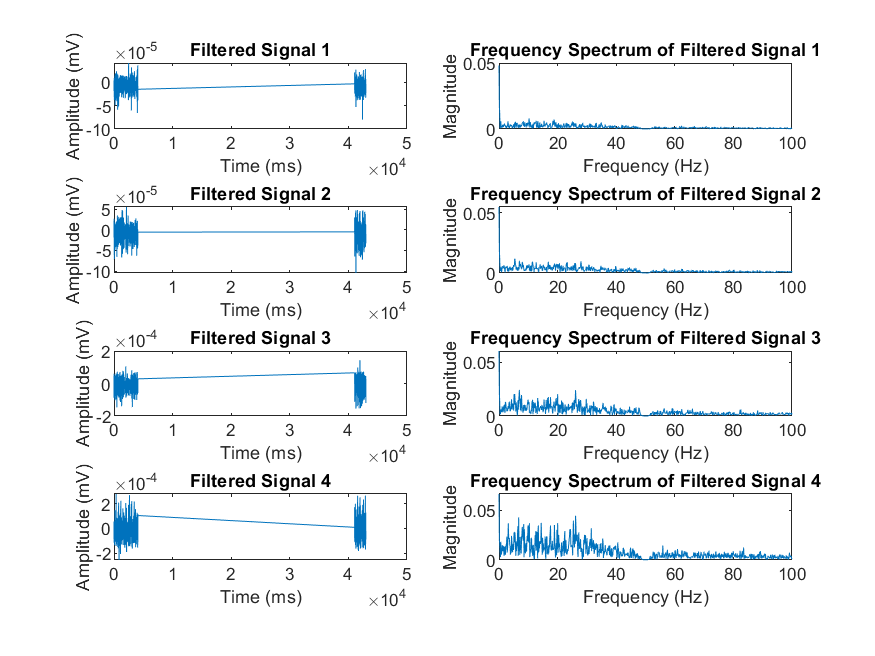 Filtered Signal 1
×10^-5
Amplitude (mV)
0
-5
-10
0 1 2 3 4 5
Time (ms)
×10^4
Frequency Spectrum of Filtered Signal 1
Magnitude
0.05
0
0 20 40 60 80 100
Frequency (Hz)
Filtered Signal 2
×10^-5
Amplitude (mV)
5
0
-5
-10
0 1 2 3 4 5
Time (ms)
×10^4
Frequency Spectrum of Filtered Signal 2
Magnitude
0.05
0
0 20 40 60 80 100
Frequency (Hz)
Filtered Signal 3
×10^-4
Amplitude (mV)
2
0
-2
0 1 2 3 4 5
Time (ms)
×10^4
Frequency Spectrum of Filtered Signal 3
Magnitude
0.05
0
0 20 40 60 80 100
Frequency (Hz)
Filtered Signal 4
×10^-4
Amplitude (mV)
2
0
-2
0 1 2 3 4 5
Time (ms)
×10^4
Frequency Spectrum of Filtered Signal 4
Magnitude
0.05
0
0 20 40 60 80 100
Frequency (Hz)